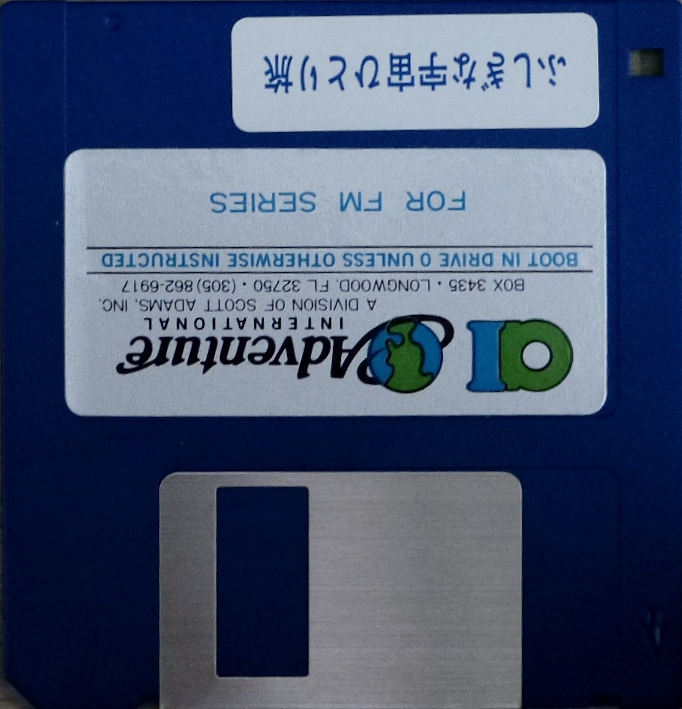 ai Adventure
INTERNATIONAL
A DIVISION OF SCOTT ADAMS, INC.
BOX 3435 • LONGWOOD, FL 32750 • (305) 862-6917
BOOT IN DRIVE 0 UNLESS OTHERWISE INSTRUCTED
FOR FM SERIES
ふしぎな宇宙ひとり旅